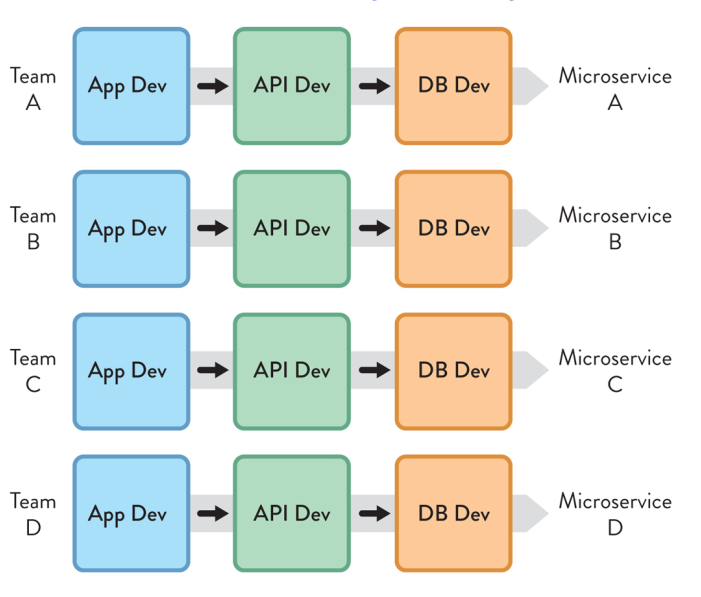 Team
A
App Dev
API Dev
DB Dev
Microservice
A
Team
B
App Dev
API Dev
DB Dev
Microservice
B
Team
C
App Dev
API Dev
DB Dev
Microservice
C
Team
D
App Dev
API Dev
DB Dev
Microservice
D